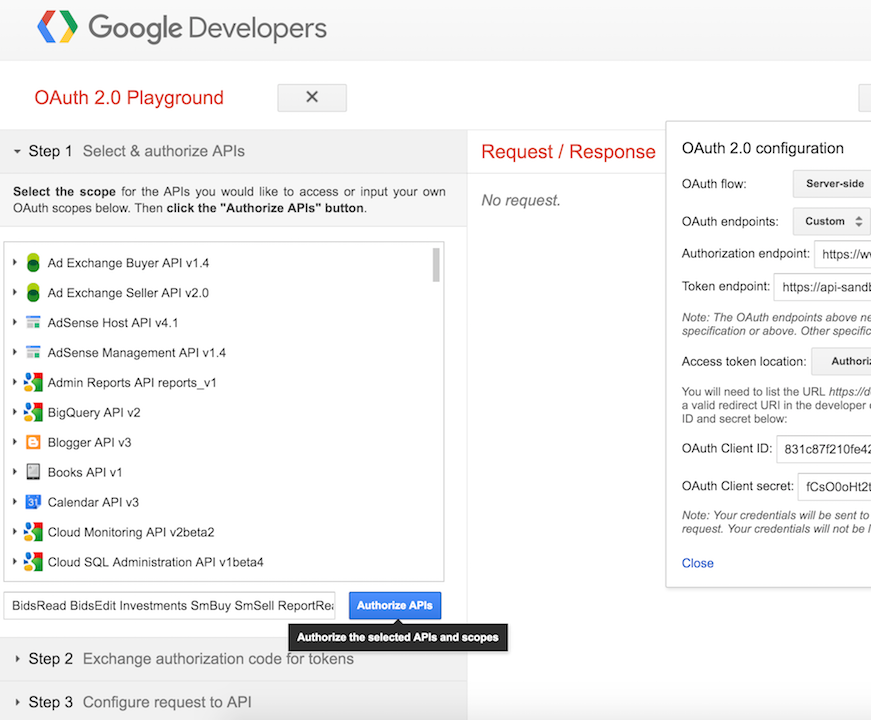 Google Developers
OAuth 2.0 Playground
Step 1 Select & authorize APIs
Select the scope for the APIs you would like to access or input your own
OAuth scopes below. Then click the "Authorize APIs" button.
Ad Exchange Buyer API v1.4
Ad Exchange Seller API v2.0
AdSense Host API v4.1
AdSense Management API v1.4
Admin Reports API reports_v1
BigQuery API v2
Blogger API v3
Books API v1
31 Calendar API v3
Cloud Monitoring API v2beta2
Cloud SQL Administration API v1beta4
BidsRead BidsEdit Investments SmBuy SmSell ReportRea
Authorize APIs
Authorize the selected APIs and scopes
Step 2 Exchange authorization code for tokens
Step 3 Configure request to API
Request / Response
No request.
OAuth 2.0 configuration
OAuth flow: Server-side
OAuth endpoints: Custom
Authorization endpoint: https://w
Token endpoint: https://api-sandb
Note: The OAuth endpoints above ne
specification or above. Other specific
Access token location: Authoriz
You will need to list the URL https://d
a valid redirect URI in the developer
ID and secret below:
OAuth Client ID: 831c87f210fe42
OAuth Client secret: fCsO0oHt2t
Note: Your credentials will be sent to
request. Your credentials will not be l
Close